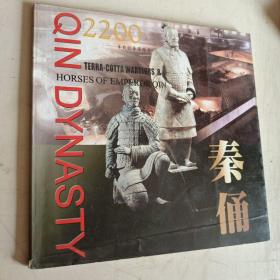 2200
TERRA-COTTA WARRIORS &
HORSES OF EMPEROR QIN
QIN DYNASTY
秦
俑